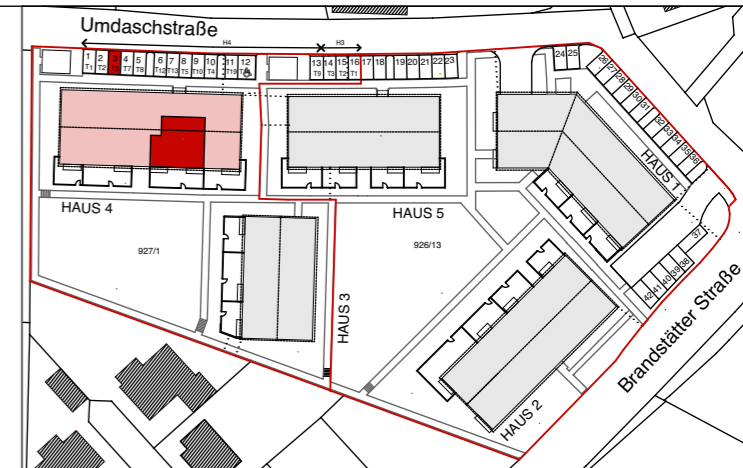 Umdaschstraße
H4 H3
1 2 3 4 5 6 7 8 9 10 11 12 13 14 15 16 17 18 19 20 21 22 23 24 25
T1 T2 T7 T8 T12 T13 T5 T10 T4 T19 T9 T3 T2 T1
26 27 28 29 30 31 32 33 34 35 36
HAUS 1
HAUS 4
HAUS 5
927/1
926/13
37
38
39
40
41
42
HAUS 3
HAUS 2
Brandstätter Straße